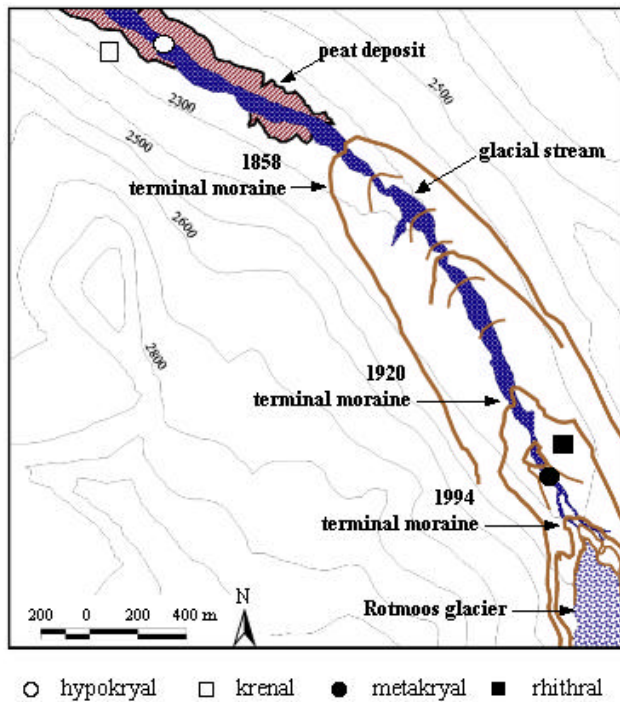 peat deposit
2500
2300
2500
glacial stream
1858
terminal moraine
2600
2800
1920
terminal moraine
1994
terminal moraine
Rotmoos glacier
200 0 200 400 m
N
hypokryal krenal metakryal rhithral